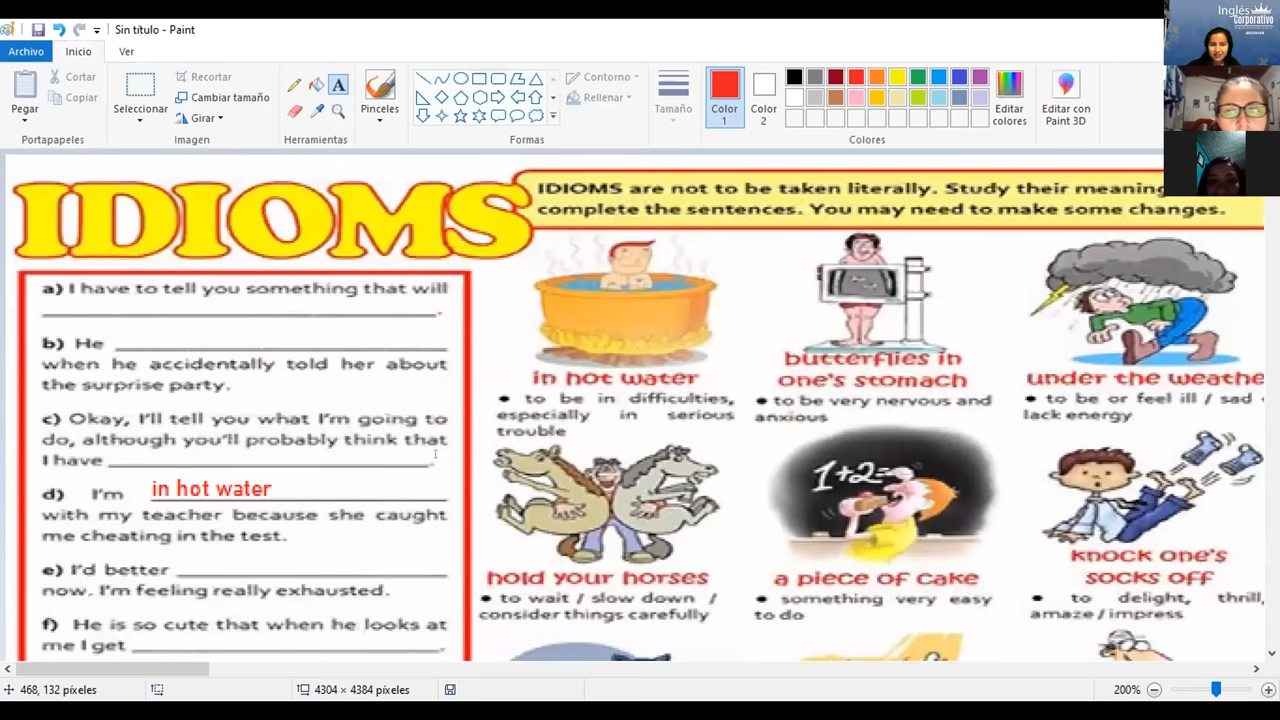 Sin título - Paint
Inglés
Corporativo
BEGINNER
Archivo
Inicio
Ver
Pegar
Cortar
Copiar
Portapapeles
Seleccionar
Recortar
Cambiar tamaño
Girar
Imagen
A
Herramientas
Pinceles
Contorno
Rellenar
Formas
Tamaño
Color
1
Color
2
Editar
colores
Editar con
Paint 3D
Colores
IDIOMS
IDIOMS are not to be taken literally. Study their meaning
complete the sentences. You may need to make some changes.
a) I have to tell you something that will
____________________.
b) He ____________________
when he accidentally told her about
the surprise party.
c) Okay, I'll tell you what I'm going to
do, although you'll probably think that
I have ____________________.
d) I'm in hot water
with my teacher because she caught
me cheating in the test.
e) I'd better ____________________
now. I'm feeling really exhausted.
f) He is so cute that when he looks at
me I get ____________________.
in hot water
• to be in difficulties,
especially in serious
trouble
butterflies in
one's stomach
• to be very nervous and
anxious
under the weathe
• to be or feel ill / sad
lack energy
hold your horses
• to wait / slow down /
consider things carefully
1+2=
a piece of cake
• something very easy
to do
knock one's
socks off
• to delight, thrill,
amaze / impress
468, 132 píxeles
4304 × 4384 píxeles
200%